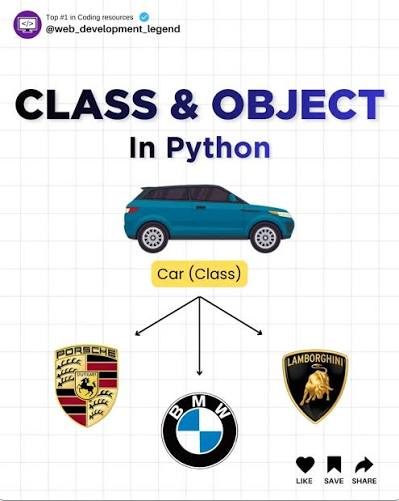 Top #1 in Coding resources
@web_development_legend
CLASS & OBJECT
In Python
Car (Class)
PORSCHE
STUTTGART
BMW
LAMBORGHINI
LIKE SAVE SHARE